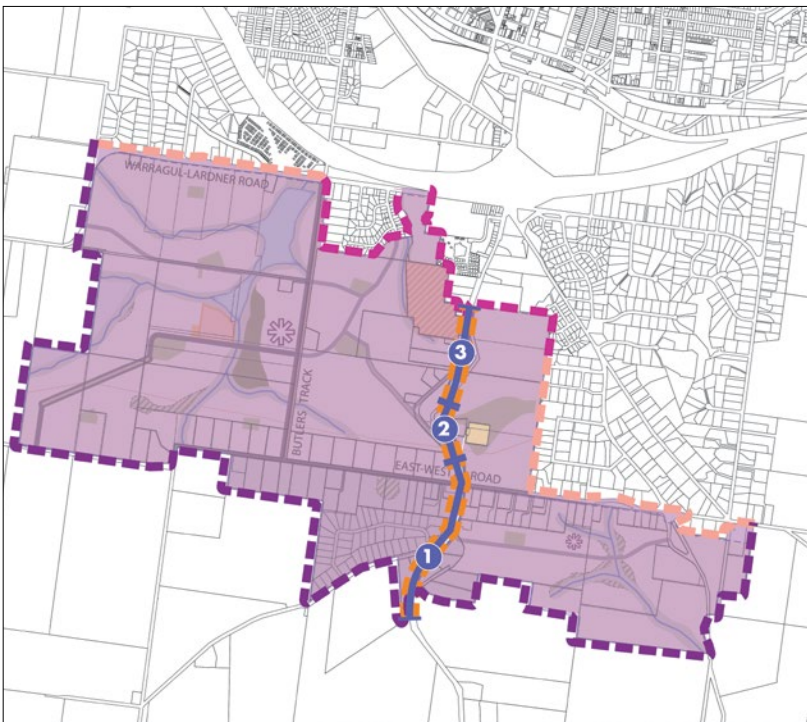 WARRAGUL-LARDNER ROAD
3
BUTLERS TRACK
2
EAST-WEST ROAD
1